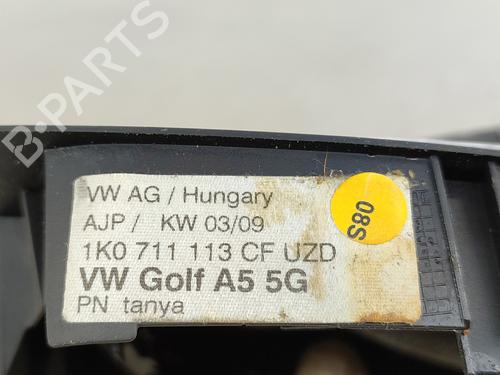 B-PARTS
VW AG / Hungary
AJP / KW 03/09
1K0 711 113 CF UZD
VW Golf A5 5G
PN tanya
08S